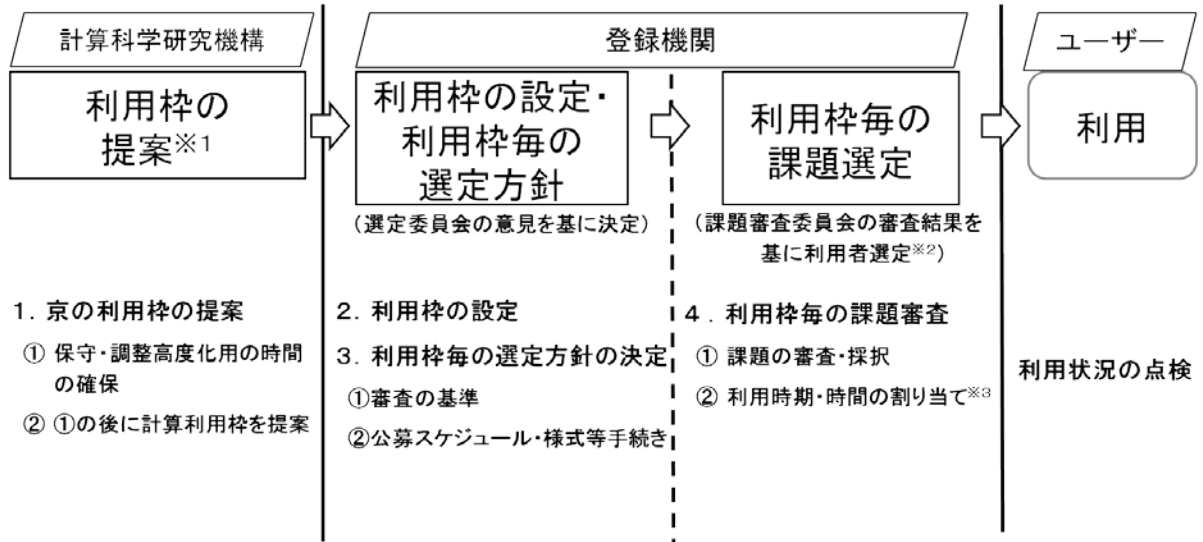 計算科学研究機構
登録機関
ユーザー
利用枠の
提案※1
利用枠の設定・
利用枠毎の
選定方針
(選定委員会の意見を基に決定)
利用枠毎の
課題選定
(課題審査委員会の審査結果を
基に利用者選定※2)
利用
1. 京の利用枠の提案
① 保守・調整高度化用の時間
の確保
② ①の後に計算利用枠を提案
2. 利用枠の設定
3. 利用枠毎の選定方針の決定
①審査の基準
②公募スケジュール・様式等手続き
4. 利用枠毎の課題審査
① 課題の審査・採択
② 利用時期・時間の割り当て※3
利用状況の点検